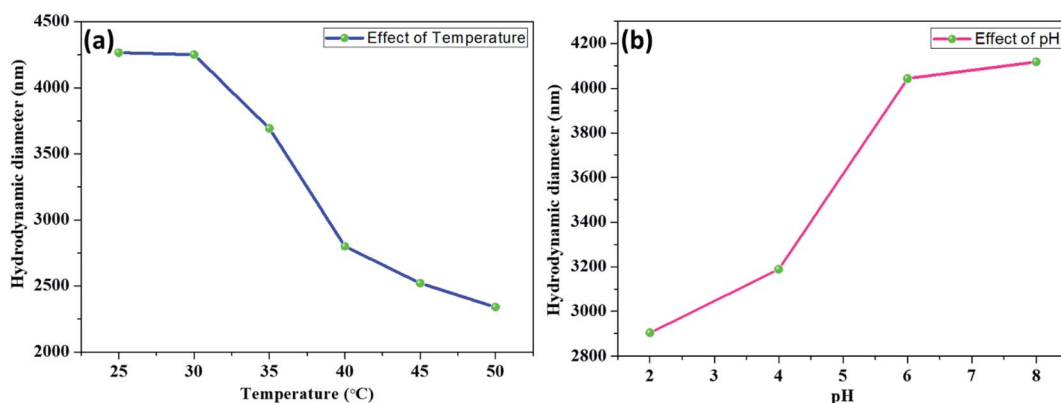 (a)
Effect of Temperature
Hydrodynamic diameter (nm)
4500
4000
3500
3000
2500
2000
25 30 35 40 45 50
Temperature (°C)
(b)
Effect of pH
Hydrodynamic diameter (nm)
4200
4000
3800
3600
3400
3200
3000
2800
2 3 4 5 6 7 8
pH